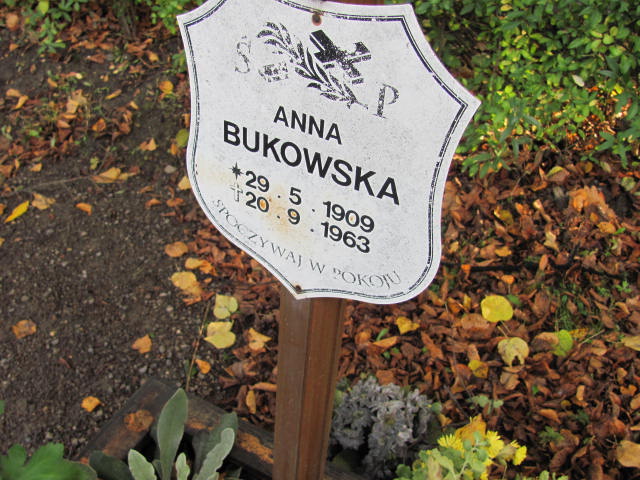 Ś P
ANNA
BUKOWSKA
* 29 . 5 . 1909
† 20 . 9 . 1963
SPOCZYWAJ W POKOJU